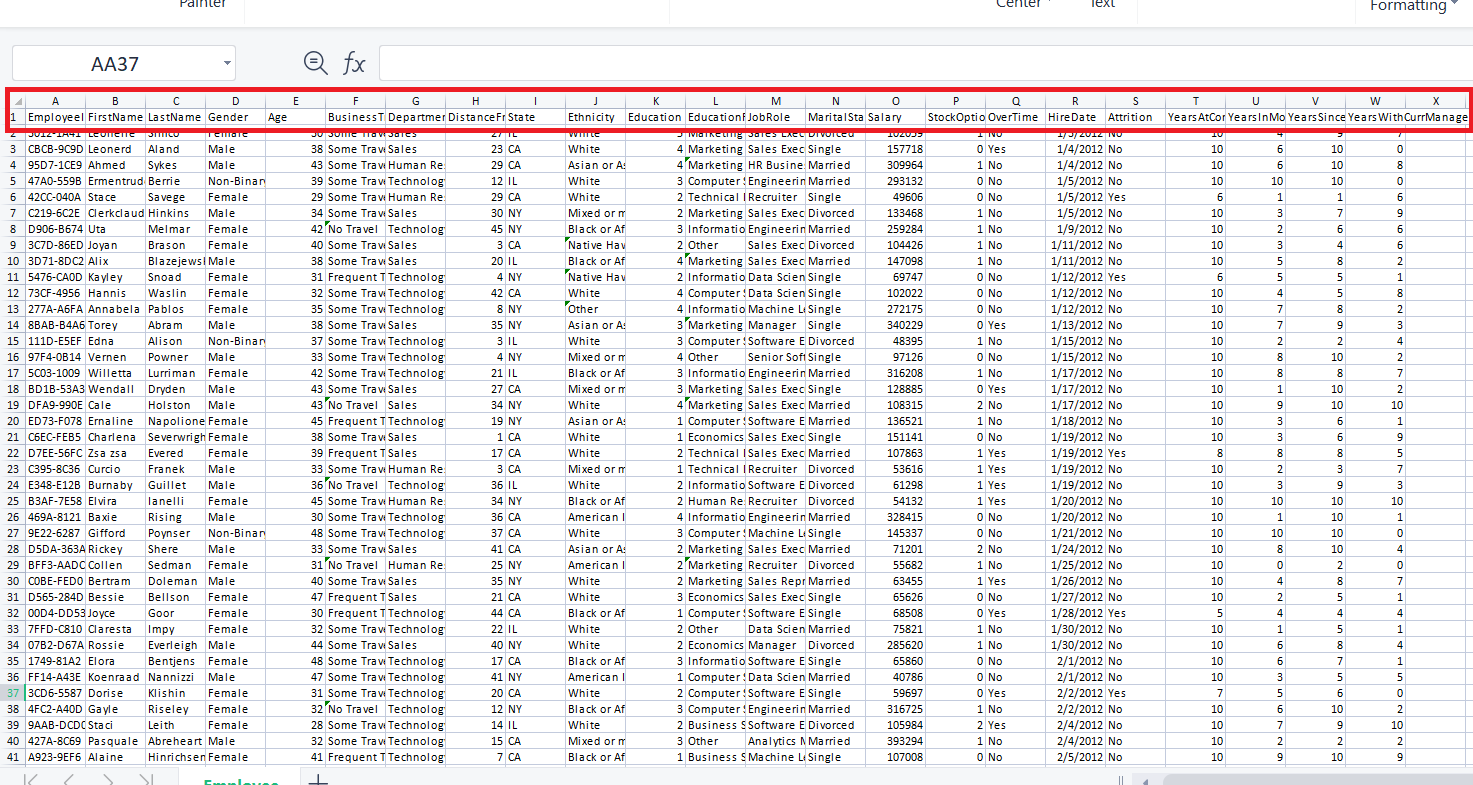 Painter Center Text Formatting
AA37 fx
A B C D E F G H I J K L M N O P Q R S T U V W X
1 EmployeeI FirstName LastName Gender Age BusinessT Departmen DistanceFr State Ethnicity Education EducationF JobRole MaritalSta Salary StockOptio OverTime HireDate Attrition YearsAtCor YearsInMo YearsSince YearsWithCurrManage
2 3012-1A41 Leonerie Male 30 Some Trav Sales 27 IL White 5 Marketing Sales Exec Divorced 102059 1 No 1/3/2012 No 10 4 9 7
3 CBCB-9C9D Leonerd Aland Male 38 Some Trav Sales 23 CA White 4 Marketing Sales Exec Single 157718 0 Yes 1/4/2012 No 10 6 10 0
4 95D7-1CE9 Ahmed Sykes Male 43 Some Trav Human Re 29 CA Asian or As 4 Marketing HR Busine Married 309964 1 No 1/4/2012 No 10 6 10 8
5 47A0-559B Ermentrud Berrie Non-Binar 39 Some Trav Technolog 12 IL White 3 Computer S Engineerin Married 293132 0 No 1/5/2012 No 10 10 10 0
6 42CC-040A Stace Savege Female 29 Some Trav Human Re 29 CA White 2 Technical I Recruiter Single 49606 0 No 1/5/2012 Yes 6 1 1 6
7 C219-6C2E Clerkclaud Hinkins Male 34 Some Trav Sales 30 NY Mixed or m 2 Marketing Sales Exec Divorced 133468 1 No 1/5/2012 No 10 3 7 9
8 D906-B674 Uta Melmar Female 42 No Travel Technolog 45 NY Black or Af 3 Informatio Engineerin Married 259284 1 No 1/9/2012 No 10 2 6 6
9 3C7D-86ED Joyan Brason Female 40 Some Trav Sales 3 CA Native Hav 2 Other Sales Exec Divorced 104426 1 No 1/11/2012 No 10 3 4 6
10 3D71-8DC2 Alix Blazejewsl Male 38 Some Trav Sales 20 IL Black or Af 4 Marketing Sales Exec Married 147098 1 No 1/11/2012 No 10 5 8 2
11 5476-CA0D Kayley Snoad Female 31 Frequent T Technolog 4 NY Native Hav 2 Informatio Data Scien Single 69747 0 No 1/12/2012 Yes 6 5 5 1
12 73CF-4956 Hannis Waslin Female 32 Some Trav Technolog 42 CA White 4 Computer S Data Scien Single 102022 0 No 1/12/2012 No 10 4 5 8
13 277A-A6FA Annabela Pablos Female 35 Some Trav Technolog 8 NY Other 4 Informatio Machine Le Single 272175 0 No 1/12/2012 No 10 7 8 2
14 8BAB-B4A6 Torey Abram Male 38 Some Trav Sales 35 NY Asian or As 3 Marketing Manager Single 340229 0 Yes 1/13/2012 No 10 7 9 3
15 111D-E5EF Edna Alison Non-Binar 37 Some Trav Technolog 3 IL White 3 Computer S Software E Divorced 48395 1 No 1/15/2012 No 10 2 2 4
16 97F4-0B14 Vernen Powner Male 33 Some Trav Technolog 4 NY Mixed or m 4 Other Senior Soft Single 97126 0 No 1/15/2012 No 10 8 10 2
17 5C03-1009 Willetta Lurriman Female 42 Some Trav Technolog 21 IL Black or Af 3 Informatio Engineerin Married 316208 1 No 1/17/2012 No 10 8 8 7
18 BD1B-53A3 Wendall Dryden Male 43 Some Trav Sales 27 CA Mixed or m 3 Marketing Sales Exec Single 128885 0 Yes 1/17/2012 No 10 1 10 2
19 DFA9-990E Cale Holston Male 43 No Travel Sales 34 NY White 4 Marketing Sales Exec Married 108315 2 No 1/17/2012 No 10 9 10 10
20 ED73-F078 Ernaline Napolione Female 45 Frequent T Technolog 19 NY Asian or As 1 Computer S Software E Married 136521 1 No 1/18/2012 No 10 3 6 1
21 C6EC-FEB5 Charlena Severwrigh Female 38 Some Trav Sales 1 CA White 1 Economics Sales Exec Single 151141 0 No 1/19/2012 No 10 3 6 9
22 D7EE-56FC Zsa zsa Evered Female 39 Frequent T Sales 17 CA White 2 Technical I Sales Exec Married 107863 1 Yes 1/19/2012 Yes 8 8 8 5
23 C395-8C36 Curcio Franek Male 33 Some Trav Human Re 3 CA Mixed or m 1 Technical I Recruiter Divorced 53616 1 Yes 1/19/2012 No 10 2 3 7
24 E348-E12B Burnaby Guillet Male 36 No Travel Technolog 36 IL White 2 Informatio Software E Divorced 61298 1 Yes 1/19/2012 No 10 3 9 3
25 B3AF-7E58 Elvira Ianelli Female 45 Some Trav Human Re 34 NY Black or Af 2 Human Re Recruiter Divorced 54132 1 Yes 1/20/2012 No 10 10 10 10
26 469A-8121 Baxie Rising Male 30 Some Trav Technolog 36 CA American I 4 Informatio Engineerin Married 328415 1 No 1/20/2012 No 10 1 10 1
27 9E22-6287 Gifford Poynser Non-Binar 48 Some Trav Technolog 37 CA White 3 Computer S Machine Le Single 145337 0 No 1/21/2012 No 10 10 10 0
28 D5DA-363A Rickey Shere Male 33 Some Trav Sales 41 CA Asian or As 2 Marketing Sales Exec Married 71201 2 No 1/24/2012 No 10 8 10 4
29 BFF3-AADC Collen Sedman Female 31 No Travel Human Re 25 NY American I 2 Marketing Recruiter Divorced 55682 1 No 1/25/2012 No 10 0 2 0
30 C0BE-FED0 Bertram Doleman Male 40 Some Trav Sales 35 NY White 2 Marketing Sales Repr Married 63455 1 Yes 1/26/2012 No 10 4 8 7
31 D565-284D Bessie Bellson Female 47 Frequent T Sales 21 CA White 3 Economics Sales Exec Single 65626 0 No 1/27/2012 No 10 2 5 1
32 00D4-DD53 Joyce Goor Female 30 Frequent T Technolog 44 CA Black or Af 1 Computer S Software E Single 68508 0 Yes 1/28/2012 Yes 5 4 4 4
33 7FFD-C810 Claresta Impy Female 32 Some Trav Technolog 22 IL White 2 Other Data Scien Married 75821 1 No 1/30/2012 No 10 1 5 1
34 07B2-D67A Rossie Everleigh Male 44 Some Trav Sales 40 NY White 2 Economics Manager Divorced 285620 1 No 1/30/2012 No 10 6 8 4
35 1749-81A2 Elora Bentjens Female 48 Some Trav Technolog 17 CA Black or Af 3 Informatio Software E Single 65860 0 No 2/1/2012 No 10 6 7 1
36 FF14-A43E Koenraad Nannizzi Male 47 Some Trav Technolog 41 NY American I 1 Computer S Data Scien Married 40786 0 No 2/1/2012 No 10 3 5 5
37 3CD6-5587 Dorise Klishin Female 31 Some Trav Technolog 20 CA White 2 Computer S Software E Single 59697 0 Yes 2/2/2012 Yes 7 5 6 0
38 4FC2-A40D Gayle Riseley Female 32 No Travel Technolog 12 NY Black or Af 3 Computer S Engineerin Married 316725 1 No 2/2/2012 No 10 6 10 2
39 9AAB-DCDC Staci Leith Female 28 Some Trav Technolog 14 IL White 2 Business S Software E Divorced 105984 2 Yes 2/4/2012 No 10 7 9 10
40 427A-8C69 Pasquale Abreheart Male 32 Some Trav Technolog 15 CA Mixed or m 3 Other Analytics M Married 393294 1 No 2/4/2012 No 10 2 2 2
41 A923-9EF6 Alaine Hinrichsen Female 41 Frequent T Technolog 7 CA Black or Af 1 Business S Machine Le Single 107008 0 No 2/5/2012 No 10 9 10 9
Employee